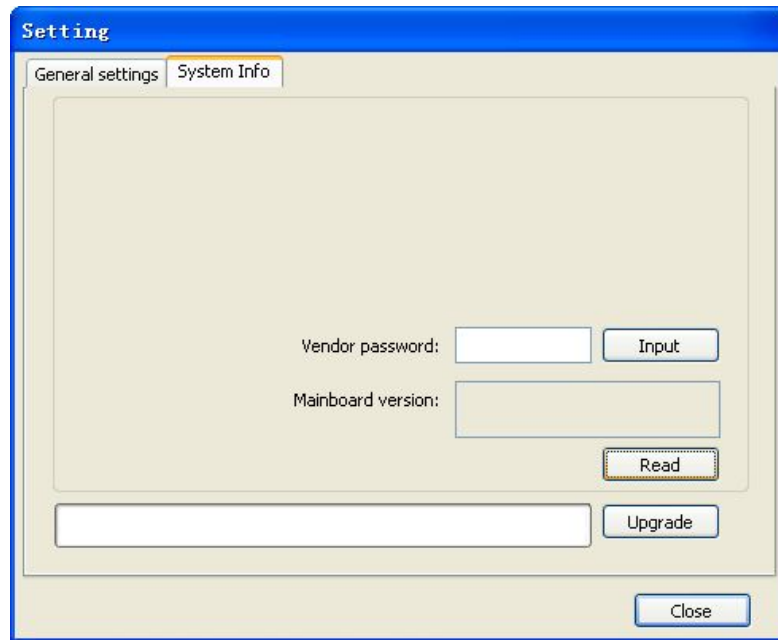 Setting
General settings System Info
Vendor password: Input
Mainboard version:
Read
Upgrade
Close